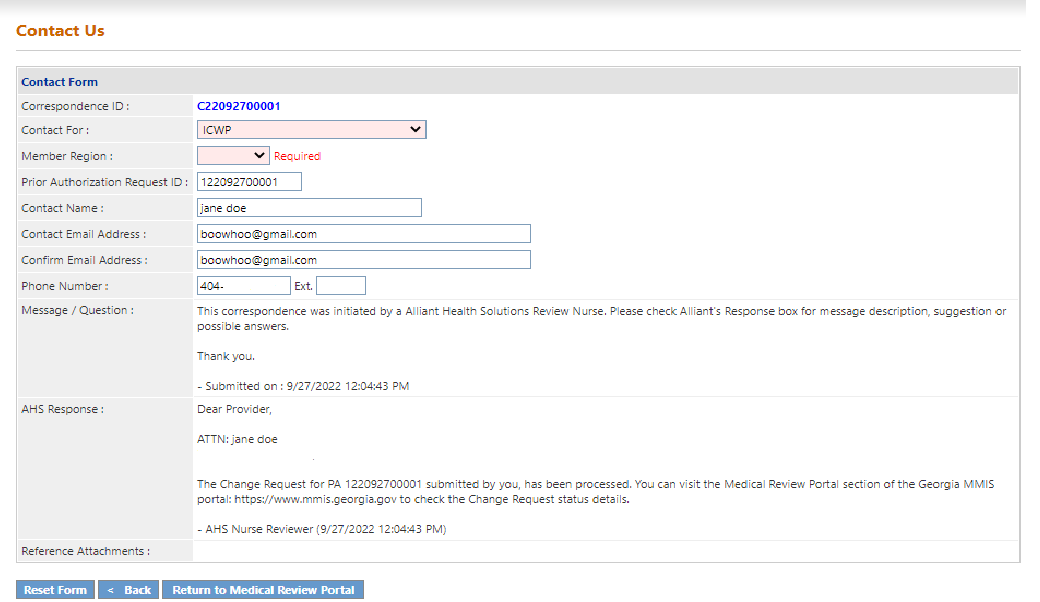 Contact Us
Contact Form
Correspondence ID : C22092700001
Contact For : ICWP
Member Region : Required
Prior Authorization Request ID : 122092700001
Contact Name : jane doe
Contact Email Address : baowhoo@gmail.com
Confirm Email Address : baowhoo@gmail.com
Phone Number : 404- Ext.
Message / Question : This correspondence was initiated by a Alliant Health Solutions Review Nurse. Please check Alliant's Response box for message description, suggestion or
possible answers.
Thank you.
- Submitted on : 9/27/2022 12:04:43 PM
AHS Response : Dear Provider,
ATTN: jane doe
The Change Request for PA 122092700001 submitted by you, has been processed. You can visit the Medical Review Portal section of the Georgia MMIS
portal: https://www.mmis.georgia.gov to check the Change Request status details.
- AHS Nurse Reviewer (9/27/2022 12:04:43 PM)
Reference Attachments :
Reset Form < Back Return to Medical Review Portal